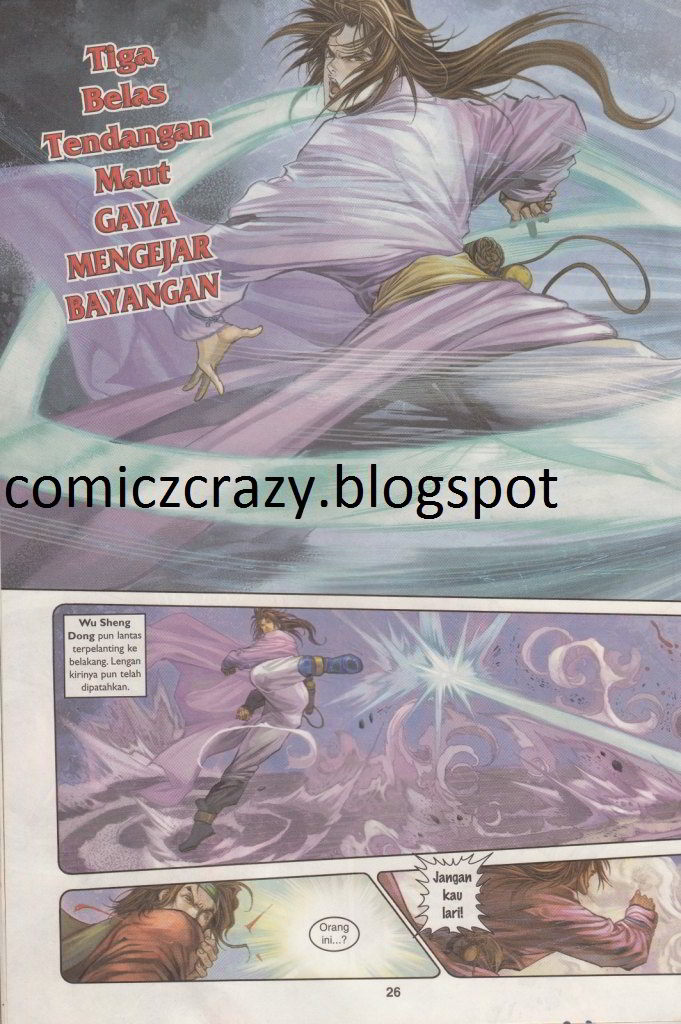 Tiga
Belas
Tendangan
Maut
GAYA
MENGEJAR
BAYANGAN
comiczcrazy.blogspot
Wu Sheng
Dong pun lantas
terpelanting ke
belakang. Lengan
kirinya pun telah
dipatahkan.
Orang
ini...?
Jangan
kau
lari!
26